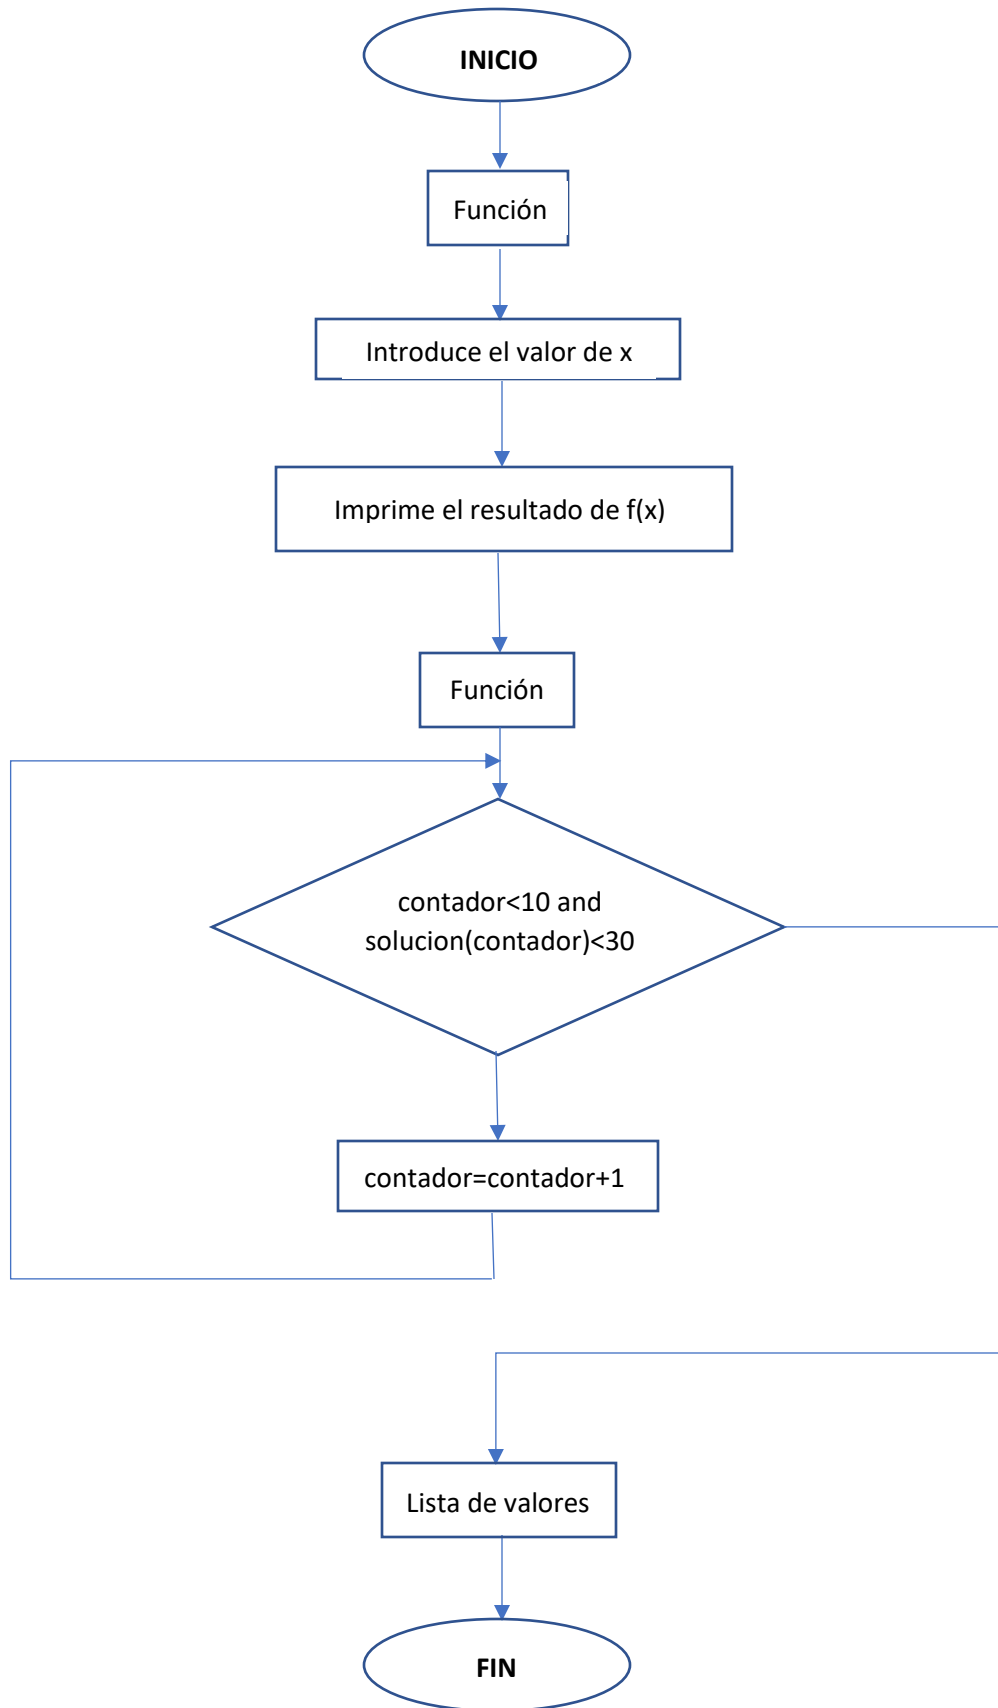 INICIO
Función
Introduce el valor de x
Imprime el resultado de f(x)
Función
contador<10 and
solucion(contador)<30
contador=contador+1
Lista de valores
FIN